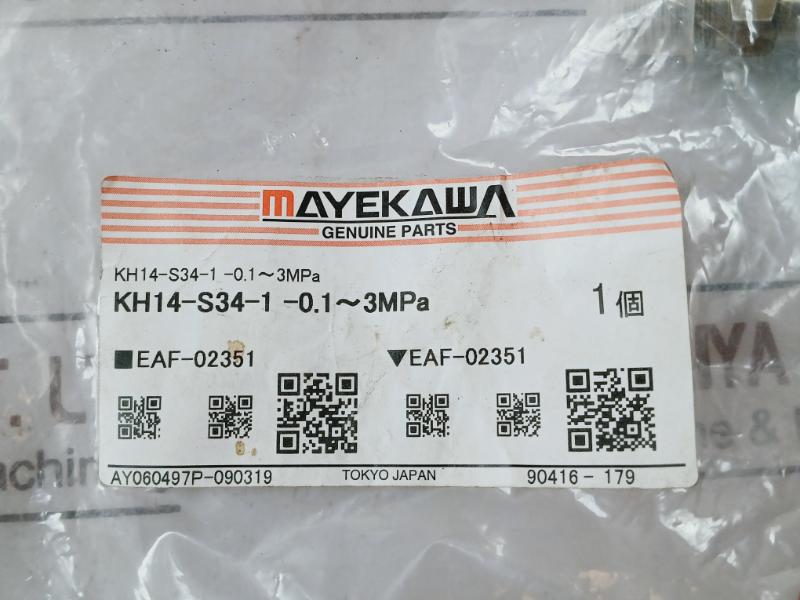 MAYEKAWA
GENUINE PARTS
KH14-S34-1 -0.1～3MPa
KH14-S34-1 -0.1～3MPa 1個
■EAF-02351 ▼EAF-02351
AY060497P-090319 TOKYO JAPAN 90416 - 179